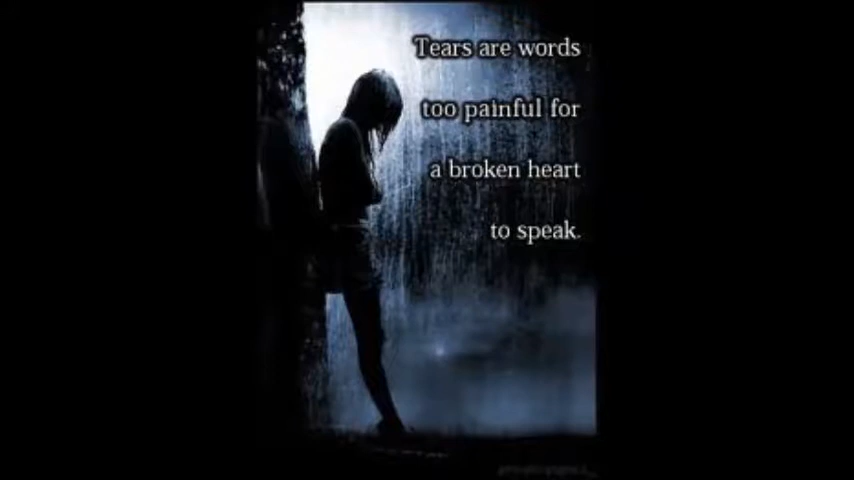 Tears are words
too painful for
a broken heart
to speak.